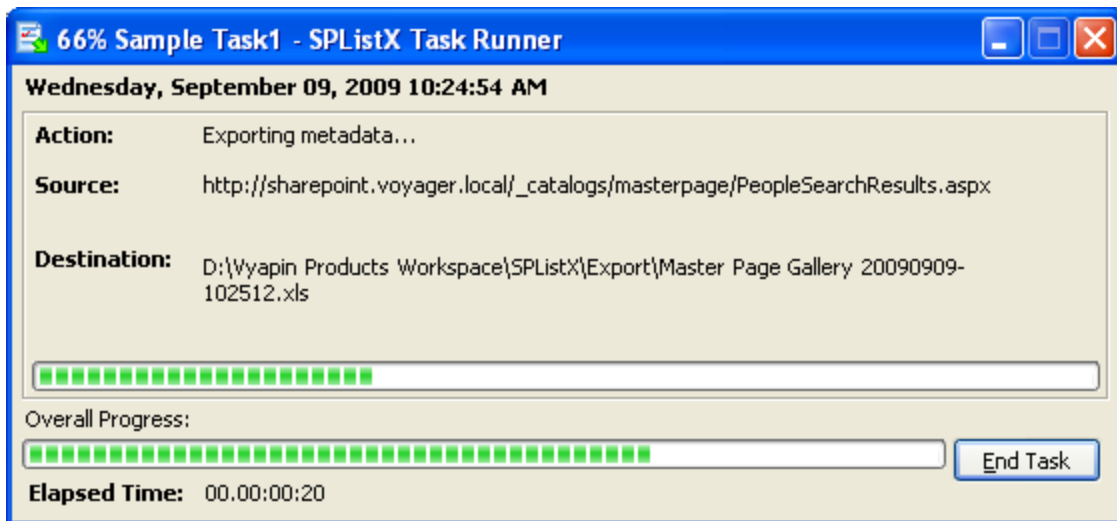 66% Sample Task1 - SPListX Task Runner
Wednesday, September 09, 2009 10:24:54 AM
Action: Exporting metadata...
Source: http://sharepoint.voyager.local/_catalogs/masterpage/PeopleSearchResults.aspx
Destination: D:\Vyapin Products Workspace\SPListX\Export\Master Page Gallery 20090909-
102512.xls
Overall Progress:
End Task
Elapsed Time: 00.00:00:20